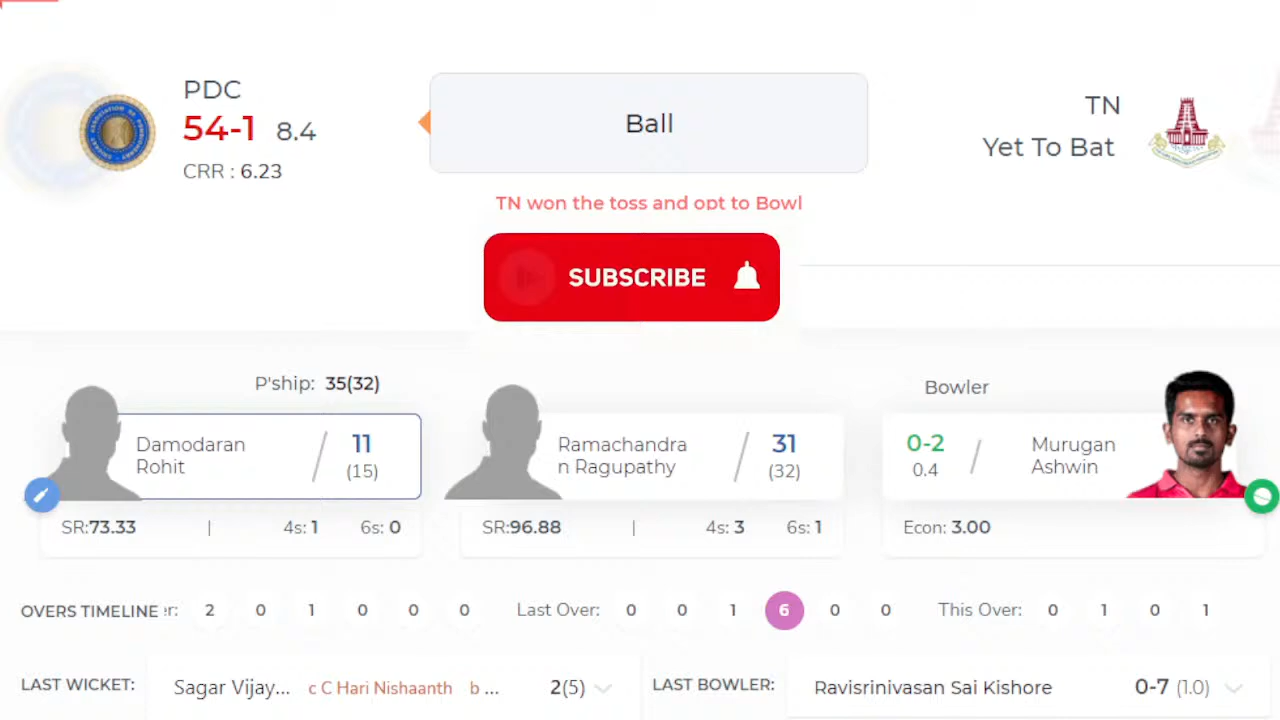 PDC
54-1 8.4
CRR : 6.23
Ball
TN
Yet To Bat
TN won the toss and opt to Bowl
SUBSCRIBE
P'ship: 35(32)
Bowler
Damodaran
Rohit
11
(15)
Ramachandra
n Ragupathy
31
(32)
0-2
0.4
Murugan
Ashwin
SR:73.33 | 4s: 1 6s: 0
SR:96.88 | 4s: 3 6s: 1
Econ: 3.00
OVERS TIMELINE r: 2 0 1 0 0 0 Last Over: 0 0 1 6 0 0 This Over: 0 1 0 1
LAST WICKET: Sagar Vijay... c C Hari Nishaanth b ... 2(5)
LAST BOWLER: Ravisrinivasan Sai Kishore 0-7 (1.0)